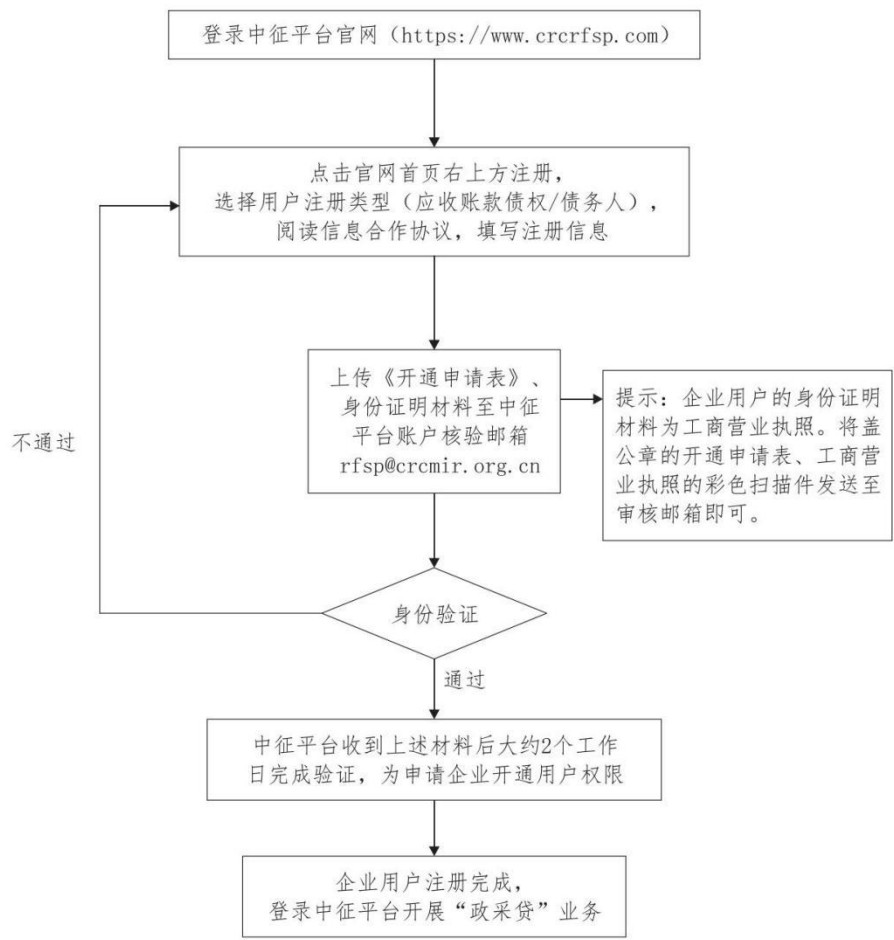 登录中征平台官网（https://www.crcrfsp.com）
点击官网首页右上方注册，
选择用户注册类型（应收账款债权/债务人），
阅读信息合作协议，填写注册信息
上传《开通申请表》、
身份证明材料至中征
平台账户核验邮箱
rfsp@crcmir.org.cn
提示：企业用户的身份证明
材料为工商营业执照。将盖
公章的开通申请表、工商营
业执照的彩色扫描件发送至
审核邮箱即可。
不通过
身份验证
通过
中征平台收到上述材料后大约2个工作
日完成验证，为申请企业开通用户权限
企业用户注册完成，
登录中征平台开展“政采贷”业务